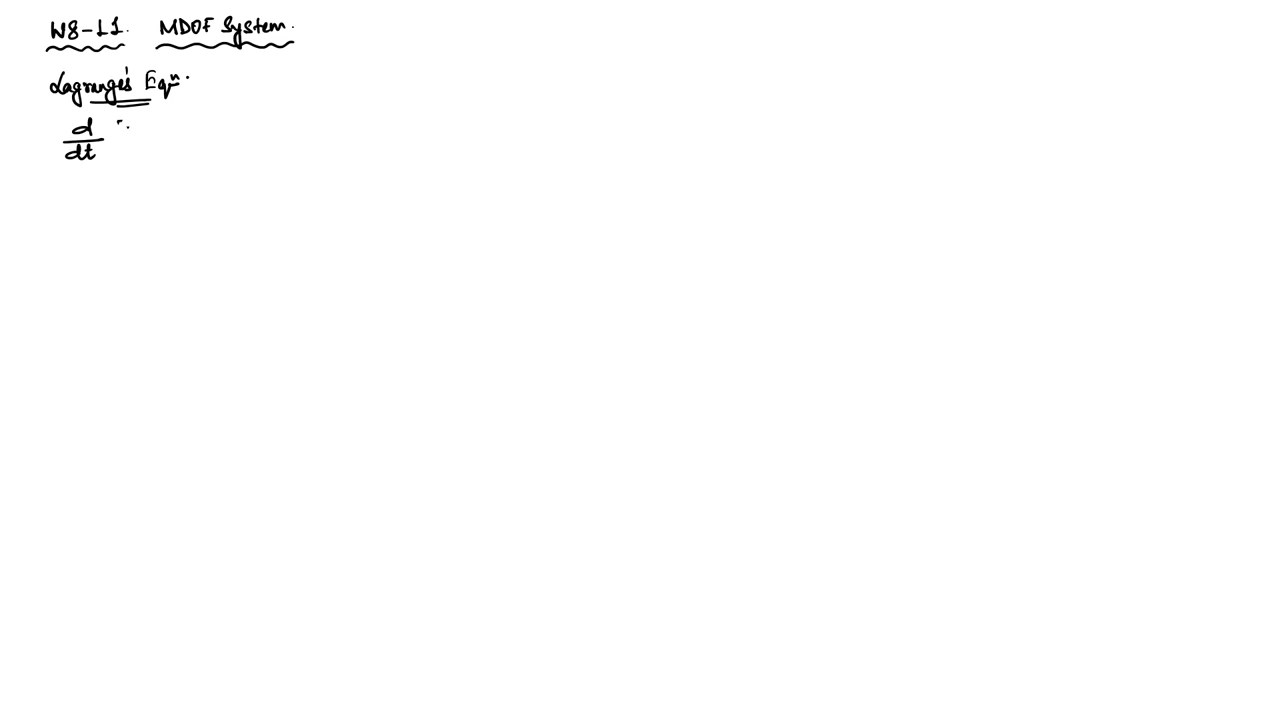 W8-L1. MDOF System.
Lagrange's Eqⁿ.
d
dt